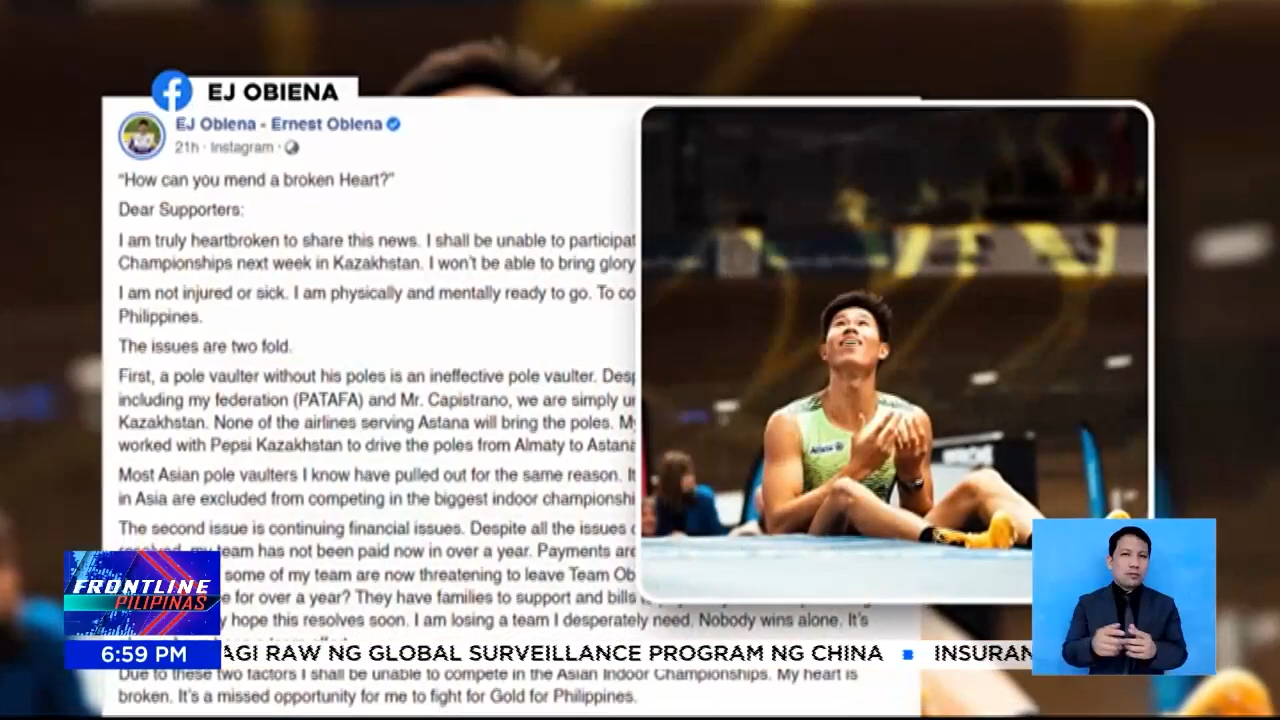 EJ OBIENA
EJ Obiena - Ernest Obiena
21h · Instagram ·
“How can you mend a broken Heart?”
Dear Supporters:
I am truly heartbroken to share this news. I shall be unable to participat
Championships next week in Kazakhstan. I won’t be able to bring glory
I am not injured or sick. I am physically and mentally ready to go. To co
Philippines.
The issues are two fold.
First, a pole vaulter without his poles is an ineffective pole vaulter. Desp
including my federation (PATAFA) and Mr. Capistrano, we are simply ur
Kazakhstan. None of the airlines serving Astana will bring the poles. My
worked with Pepsi Kazakhstan to drive the poles from Almaty to Astana
Most Asian pole vaulters I know have pulled out for the same reason. It
in Asia are excluded from competing in the biggest indoor championshi
The second issue is continuing financial issues. Despite all the issues
my team has not been paid now in over a year. Payments are
some of my team are now threatening to leave Team Ob
e for over a year? They have families to support and bills
y hope this resolves soon. I am losing a team I desperately need. Nobody wins alone. It’s
Due to these two factors I shall be unable to compete in the Asian Indoor Championships. My heart is
broken. It’s a missed opportunity for me to fight for Gold for Philippines.
FRONTLINE
PILIPINAS
6:59 PM
AGI RAW NG GLOBAL SURVEILLANCE PROGRAM NG CHINA ▪ INSURAN